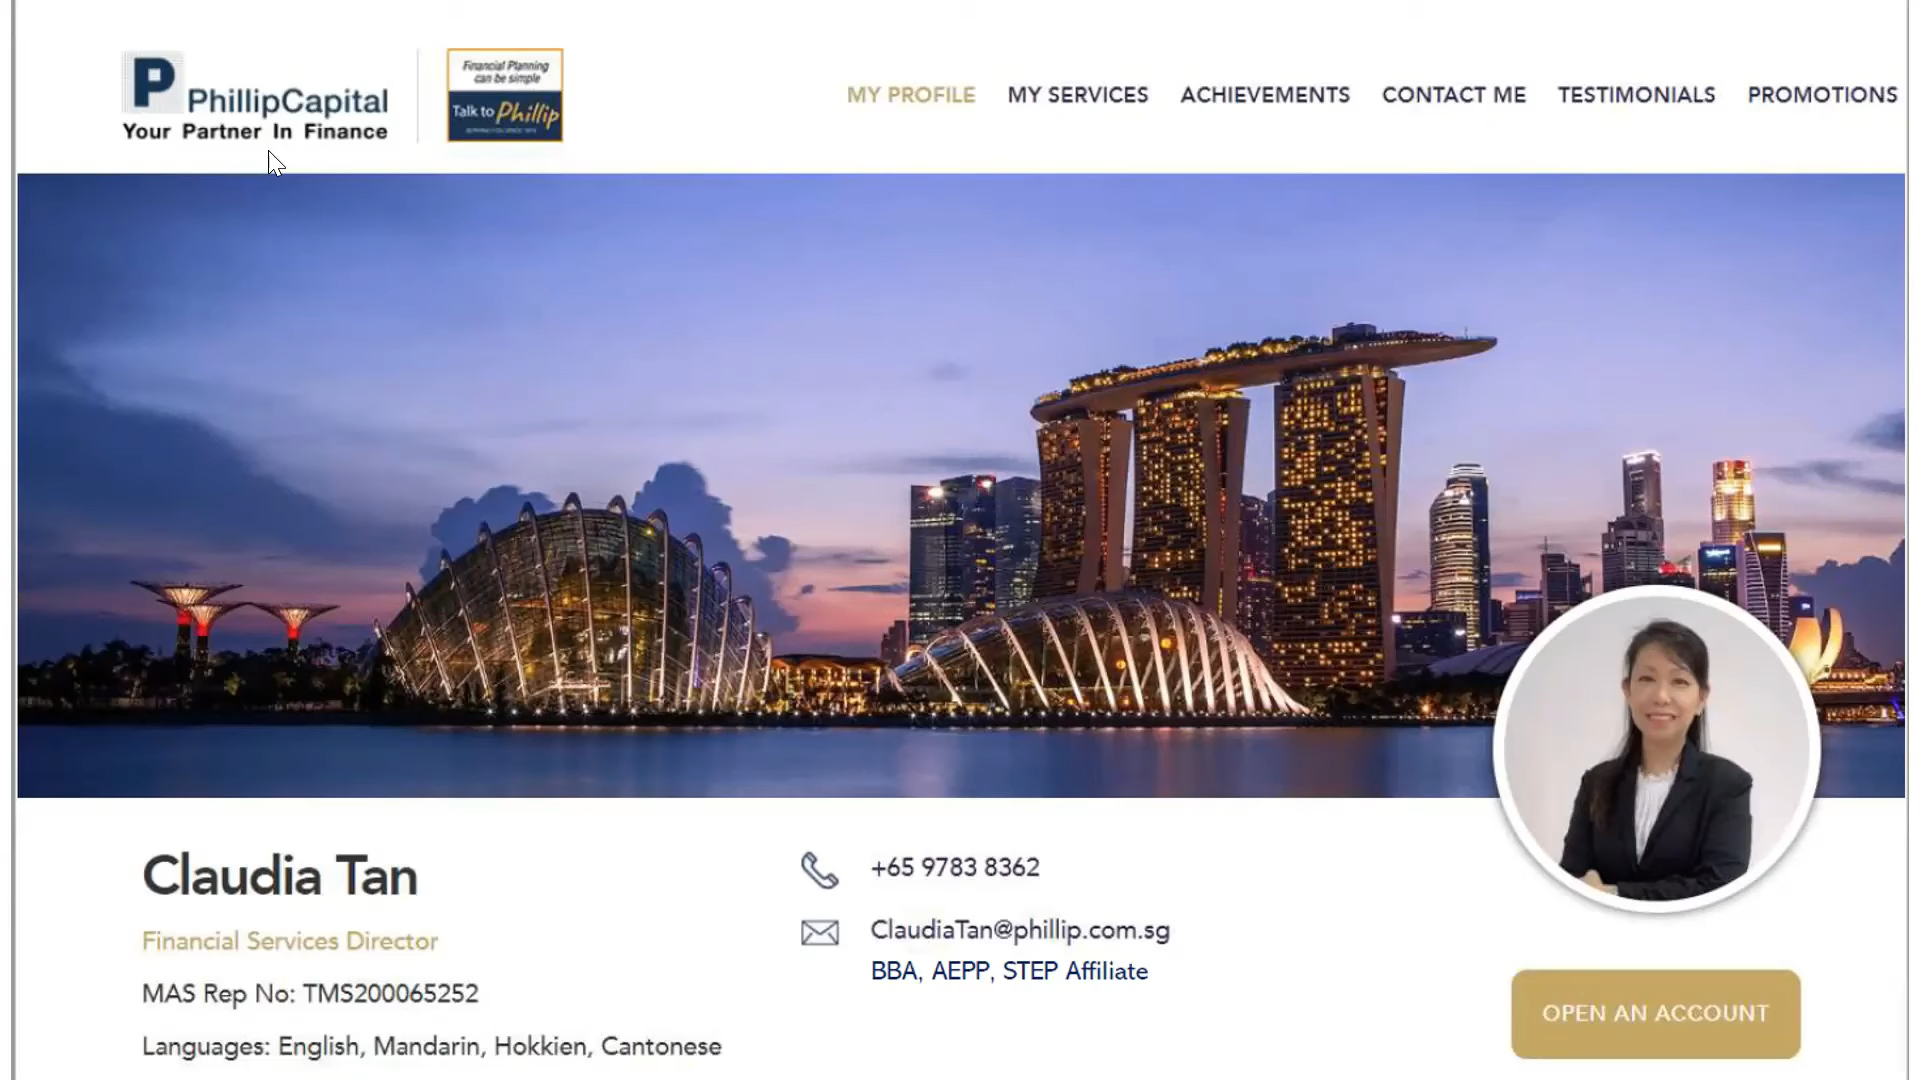 P
PhillipCapital
Your Partner In Finance
Financial Planning
can be simple
Talk to Phillip
MY PROFILE
MY SERVICES
ACHIEVEMENTS
CONTACT ME
TESTIMONIALS
PROMOTIONS
Claudia Tan
Financial Services Director
MAS Rep No: TMS200065252
Languages: English, Mandarin, Hokkien, Cantonese
+65 9783 8362
ClaudiaTan@phillip.com.sg
BBA, AEPP, STEP Affiliate
OPEN AN ACCOUNT